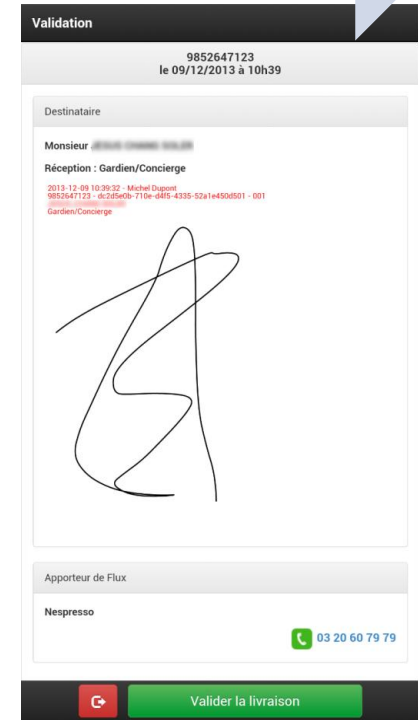 Validation
9852647123
le 09/12/2013 à 10h39
Destinataire
Monsieur
Réception : Gardien/Concierge
2013-12-09 10:39:32 - Michel Dupont
9852647123 - dc2d5e0b-710e-d4f5-4335-52a1e450d501 - 001
Gardien/Concierge
Apporteur de Flux
Nespresso
03 20 60 79 79
Valider la livraison